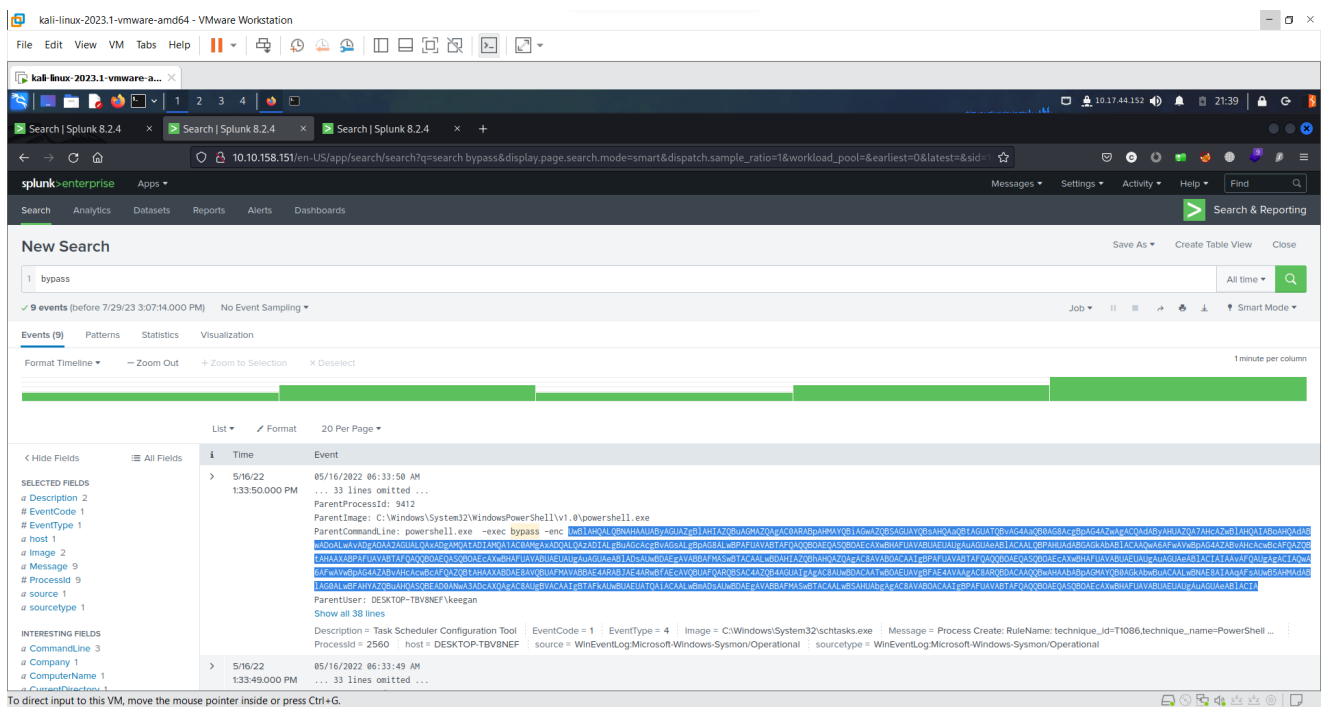 kali-linux-2023.1-vmware-amd64 - VMware Workstation
File Edit View VM Tabs Help
kali-linux-2023.1-vmware-a...
1 2 3 4
10.17.44.152
21:39
Search | Splunk 8.2.4
Search | Splunk 8.2.4
Search | Splunk 8.2.4
10.10.158.151/en-US/app/search/search?q=search bypass&display.page.search.mode=smart&dispatch.sample_ratio=1&workload_pool=&earliest=0&latest=&sid=1
splunk>enterprise Apps
Messages Settings Activity Help Find
Search Analytics Datasets Reports Alerts Dashboards
Search & Reporting
New Search
Save As Create Table View Close
1 bypass
All time
9 events (before 7/29/23 3:07:14.000 PM) No Event Sampling
Job Smart Mode
Events (9) Patterns Statistics Visualization
Format Timeline — Zoom Out + Zoom to Selection × Deselect
1 minute per column
List Format 20 Per Page
< Hide Fields All Fields
i Time Event
SELECTED FIELDS
a Description 2
# EventCode 1
# EventType 1
a host 1
a Image 2
a Message 9
# ProcessId 9
a source 1
a sourcetype 1
INTERESTING FIELDS
a CommandLine 3
a Company 1
a ComputerName 1
a CurrentDirectory 1
> 5/16/22
1:33:50.000 PM
05/16/2022 06:33:50 AM
... 33 lines omitted ...
ParentProcessId: 9412
ParentImage: C:\Windows\System32\WindowsPowerShell\v1.0\powershell.exe
ParentCommandLine: powershell.exe -exec bypass -enc
ParentUser: DESKTOP-TBV8NEF\keegan
Show all 38 lines
Description = Task Scheduler Configuration Tool EventCode = 1 EventType = 4 Image = C:\Windows\System32\schtasks.exe Message = Process Create: RuleName: technique_id=T1086,technique_name=PowerShell ...
ProcessId = 2560 host = DESKTOP-TBV8NEF source = WinEventLog:Microsoft-Windows-Sysmon/Operational sourcetype = WinEventLog:Microsoft-Windows-Sysmon/Operational
> 5/16/22
1:33:49.000 PM
05/16/2022 06:33:49 AM
... 33 lines omitted ...
To direct input to this VM, move the mouse pointer inside or press Ctrl+G.